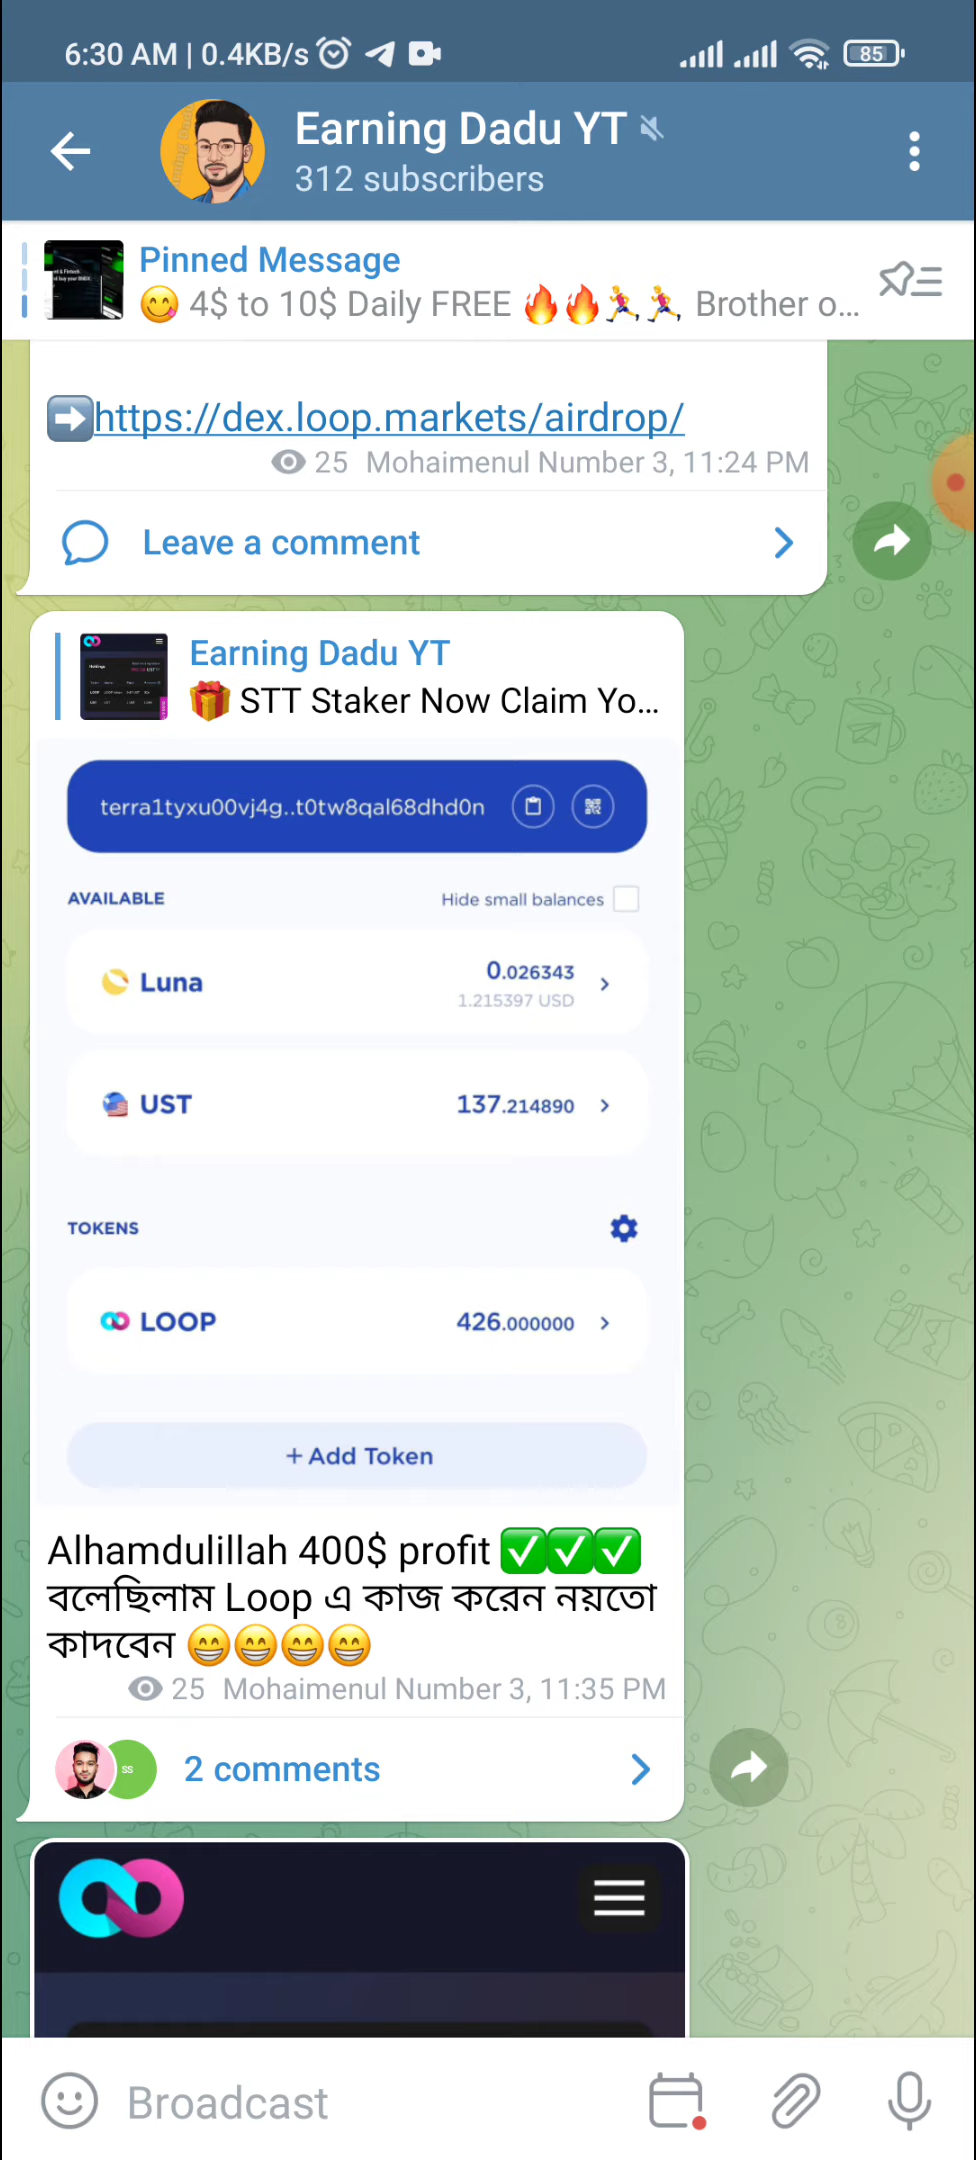 6:30 AM | 0.4KB/s
85
Earning Dadu YT
312 subscribers
Pinned Message
😋 4$ to 10$ Daily FREE 🔥🔥🏃🏃 Brother o...
➡️https://dex.loop.markets/airdrop/
25 Mohaimenul Number 3, 11:24 PM
Leave a comment
Earning Dadu YT
🎁 STT Staker Now Claim Yo...
terra1tyxu00vj4g..t0tw8qal68dhd0n
AVAILABLE
Hide small balances
Luna
0.026343
1.215397 USD
UST
137.214890
TOKENS
LOOP
426.000000
+ Add Token
Alhamdulillah 400$ profit ✅✅✅
বলেছিলাম Loop এ কাজ করেন নয়তো
কাদবেন 😁😁😁😁
25 Mohaimenul Number 3, 11:35 PM
SS
2 comments
Broadcast